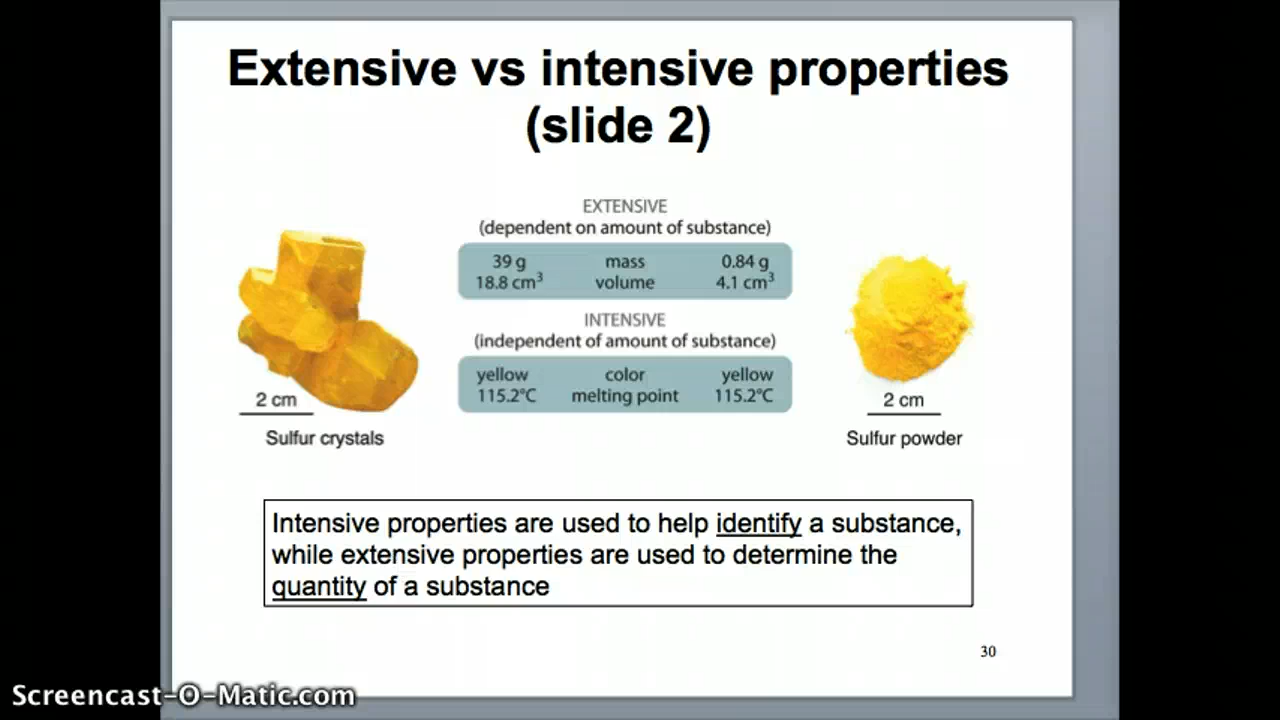 Extensive vs intensive properties
(slide 2)
EXTENSIVE
(dependent on amount of substance)
39 g mass 0.84 g
18.8 cm³ volume 4.1 cm³
INTENSIVE
(independent of amount of substance)
yellow color yellow
115.2°C melting point 115.2°C
2 cm 2 cm
Sulfur crystals Sulfur powder
Intensive properties are used to help identify a substance,
while extensive properties are used to determine the
quantity of a substance
30
Screencast-O-Matic.com